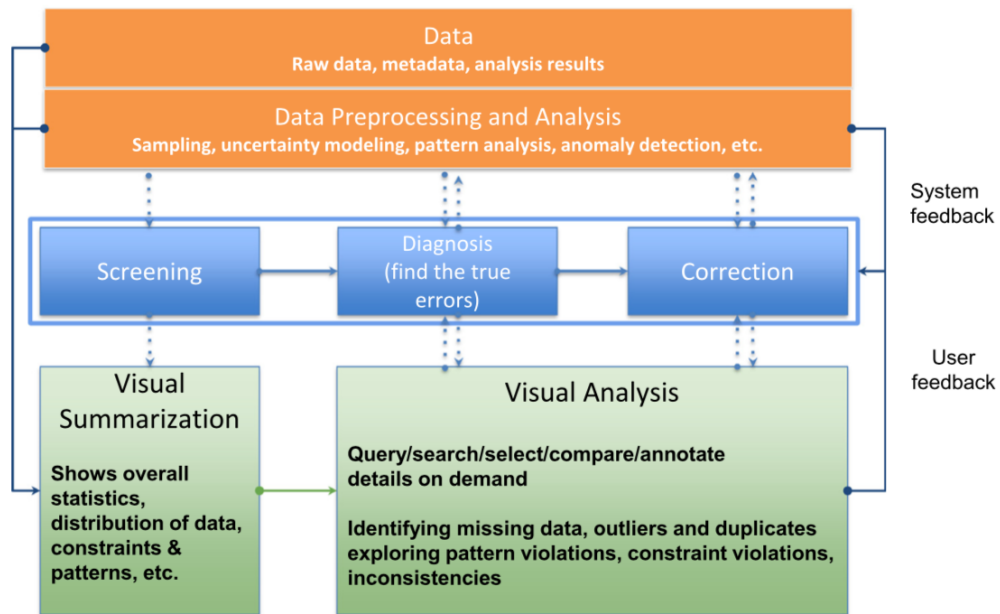 Data
Raw data, metadata, analysis results
Data Preprocessing and Analysis
Sampling, uncertainty modeling, pattern analysis, anomaly detection, etc.
System
feedback
Screening
Diagnosis
(find the true
errors)
Correction
User
feedback
Visual
Summarization
Shows overall
statistics,
distribution of data,
constraints &
patterns, etc.
Visual Analysis
Query/search/select/compare/annotate
details on demand
Identifying missing data, outliers and duplicates
exploring pattern violations, constraint violations,
inconsistencies